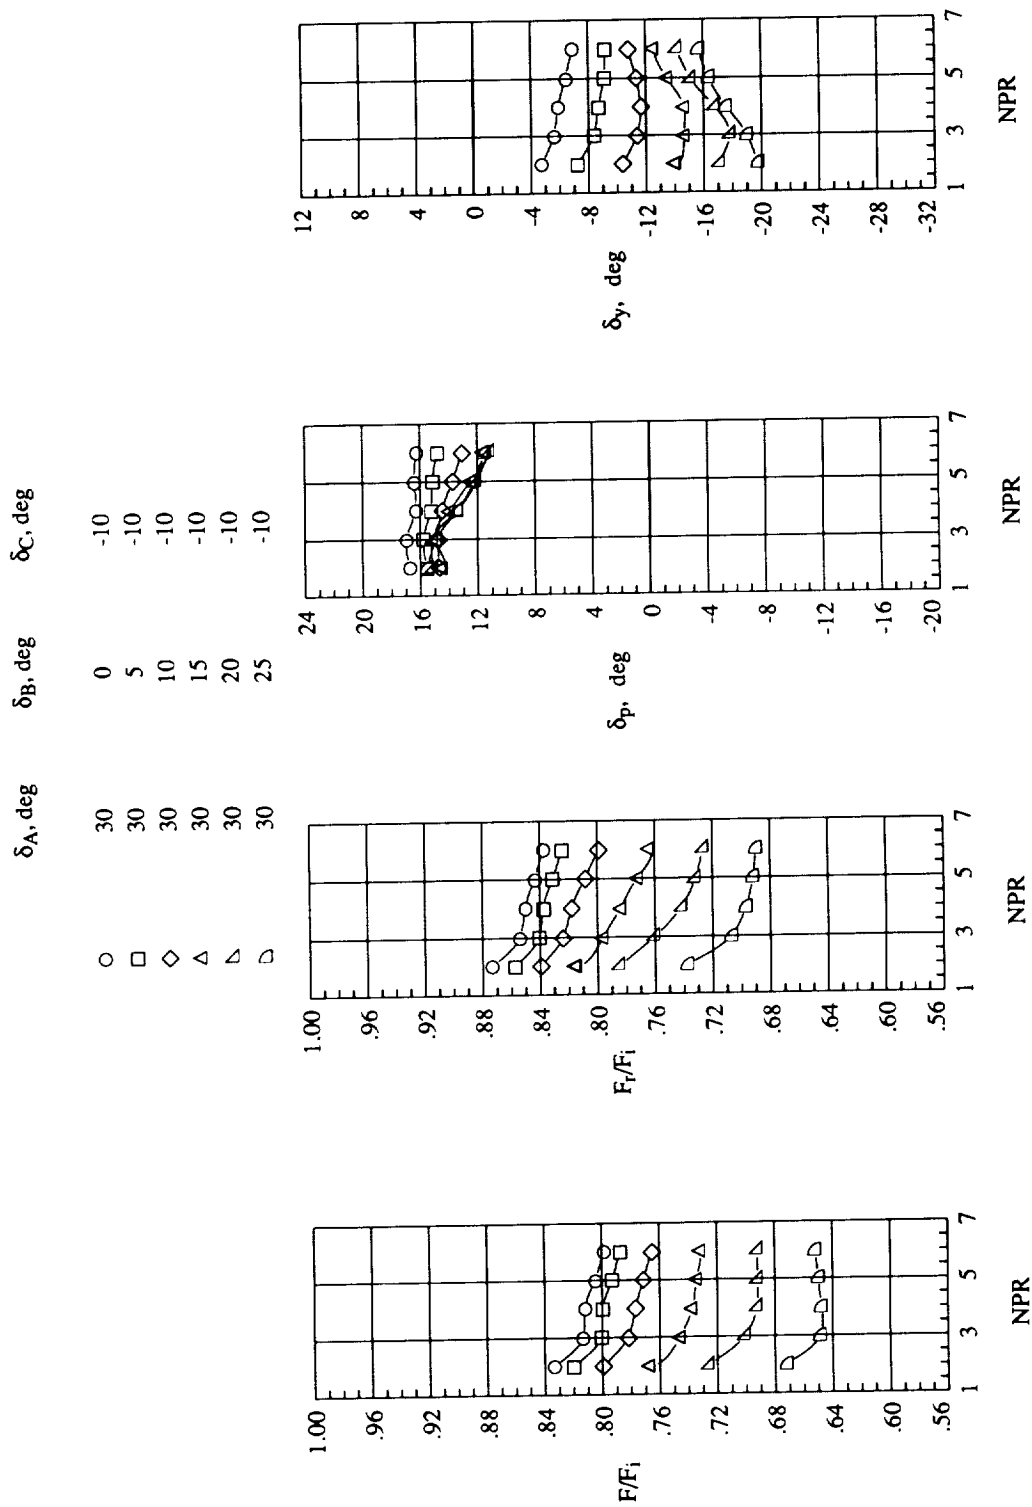 δA, deg δB, deg δC, deg
30 0 -10
30 5 -10
30 10 -10
30 15 -10
30 20 -10
30 25 -10
1.00
.96
.92
.88
.84
.80
.76
.72
.68
.64
.60
.56
F/Fi
1 3 5 7
NPR
1.00
.96
.92
.88
.84
.80
.76
.72
.68
.64
.60
.56
Fr/Fi
1 3 5 7
NPR
24
20
16
12
8
4
0
-4
-8
-12
-16
-20
δp, deg
1 3 5 7
NPR
12
8
4
0
-4
-8
-12
-16
-20
-24
-28
-32
δy, deg
1 3 5 7
NPR